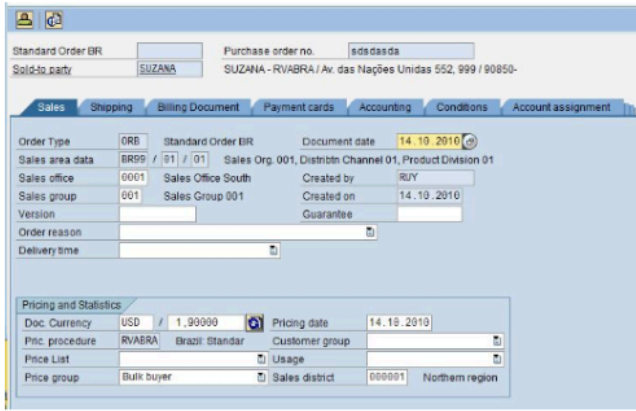 Standard Order BR Purchase order no. sdsdasda
Sold-to party SUZANA SUZANA - RVABRA / Av. das Nações Unidas 552, 999 / 90850-
Sales Shipping Billing Document Payment cards Accounting Conditions Account assignment
Order Type ORB Standard Order BR Document date 14.10.2010
Sales area data BR99 / 01 / 01 Sales Org. 001, Distribtn Channel 01, Product Division 01
Sales office 0001 Sales Office South Created by RUY
Sales group 001 Sales Group 001 Created on 14.10.2010
Version Guarantee
Order reason
Delivery time
Pricing and Statistics
Doc. Currency USD / 1,90000 Pricing date 14.10.2010
Pric. procedure RVABRA Brazil: Standar Customer group
Price List Usage
Price group Bulk buyer Sales district 000001 Northern region